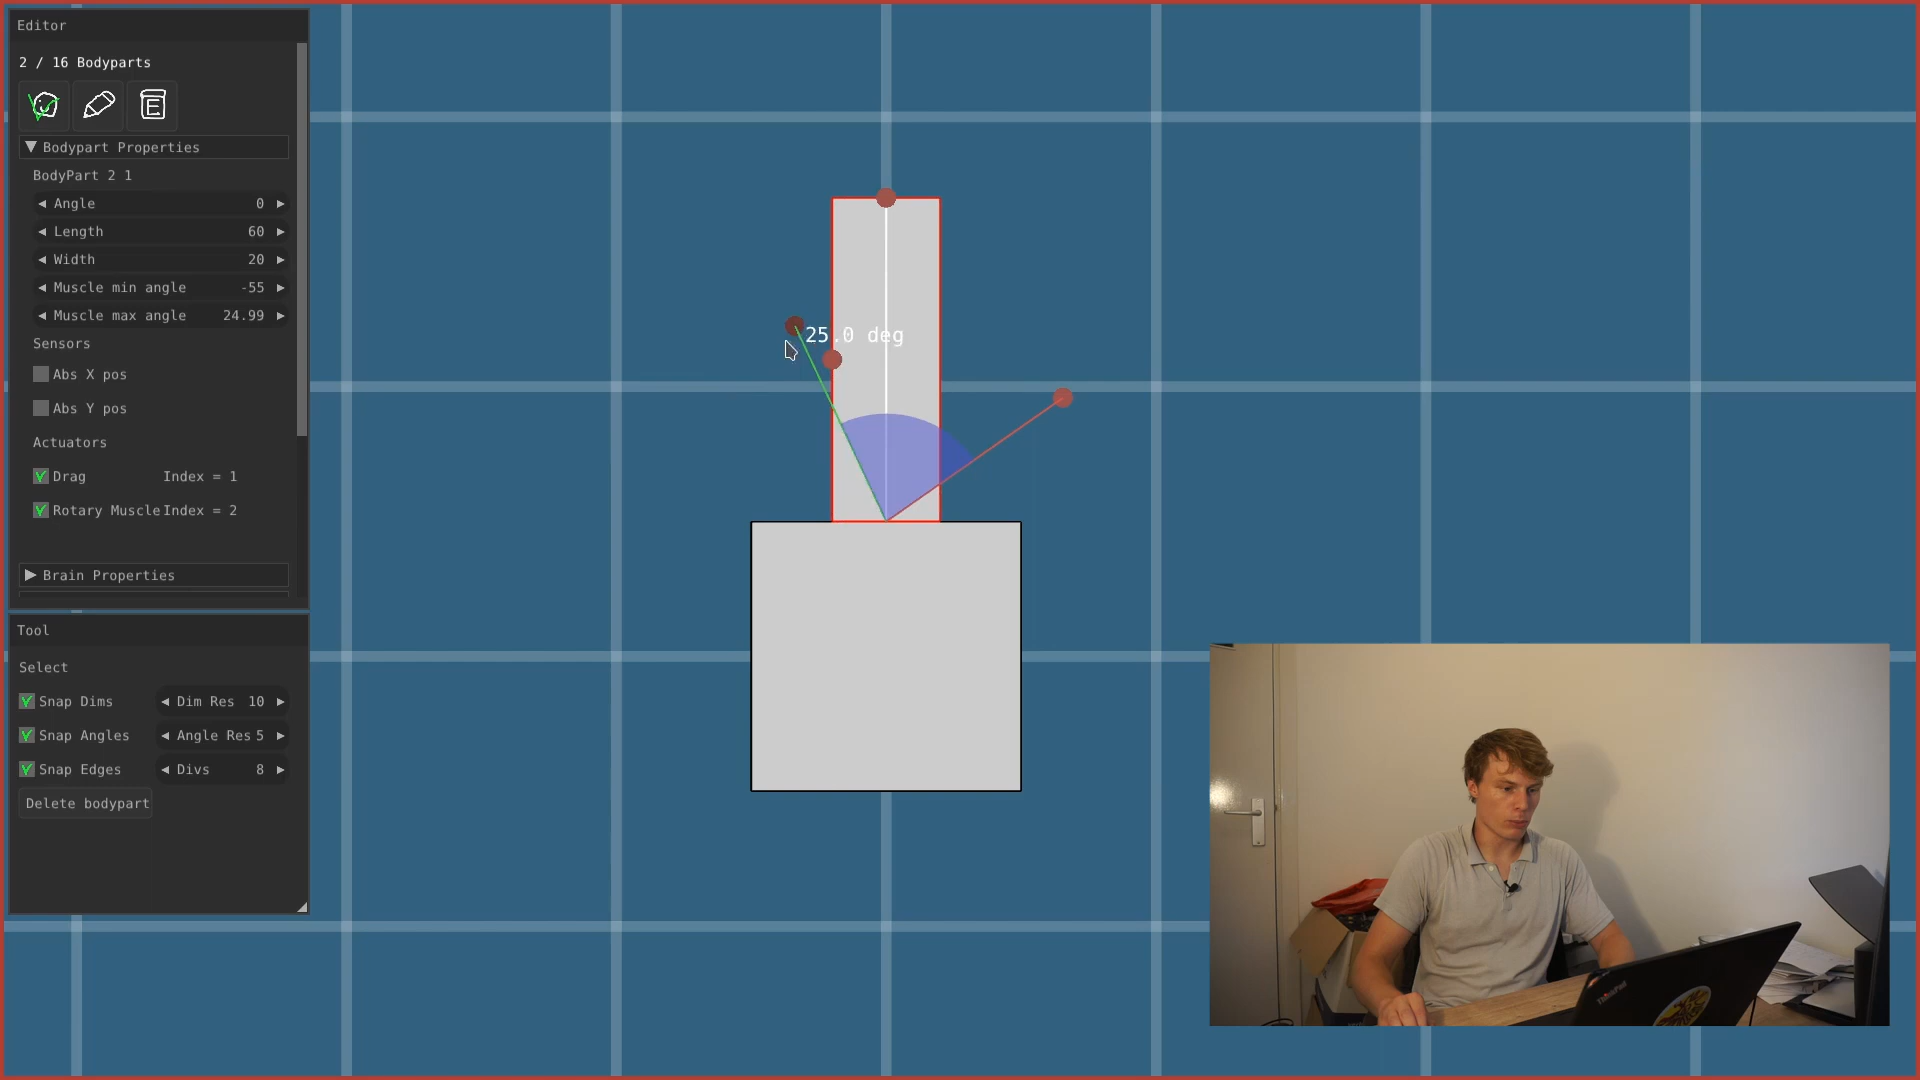 Editor
2 / 16 Bodyparts
E
Bodypart Properties
BodyPart 2 1
Angle 0
Length 60
Width 20
Muscle min angle -55
Muscle max angle 24.99
Sensors
Abs X pos
Abs Y pos
Actuators
Drag Index = 1
Rotary Muscle Index = 2
Brain Properties
Tool
Select
Snap Dims Dim Res 10
Snap Angles Angle Res 5
Snap Edges Divs 8
Delete bodypart
25.0 deg
ThinkPad